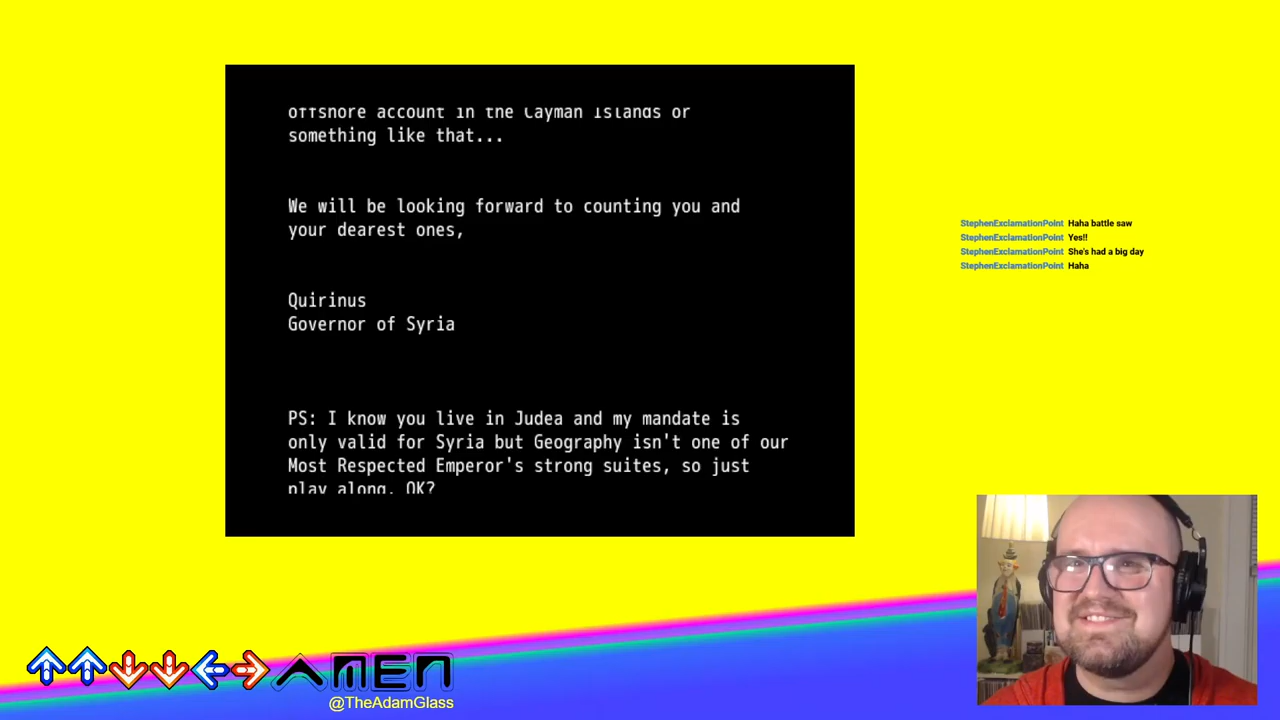 offshore account in the Cayman Islands or
something like that...
We will be looking forward to counting you and
your dearest ones,
Quirinus
Governor of Syria
PS: I know you live in Judea and my mandate is
only valid for Syria but Geography isn't one of our
Most Respected Emperor's strong suites, so just
play along, OK?
StephenExclamationPoint Haha battle saw
StephenExclamationPoint Yes!!
StephenExclamationPoint She's had a big day
StephenExclamationPoint Haha
AMEN
@TheAdamGlass